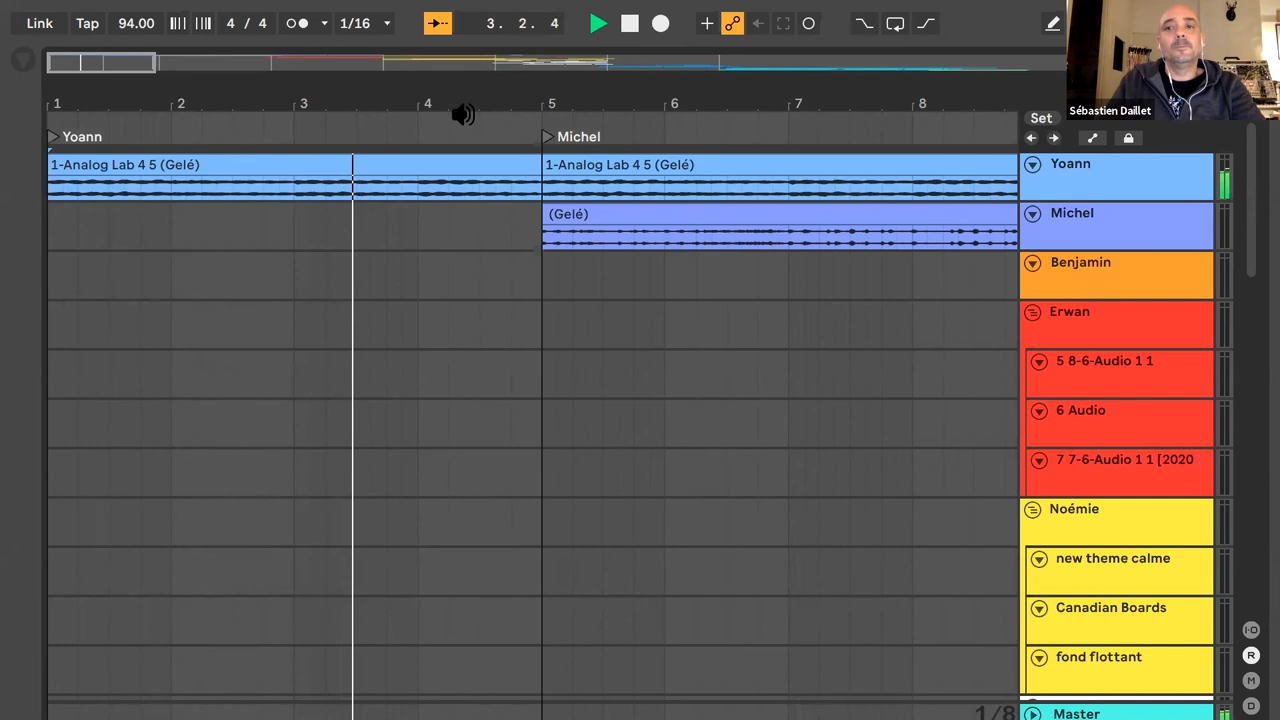 Link Tap 94.00 4 / 4 1/16 3. 2. 4
Sébastien Daillet
1 2 3 4 5 6 7 8
Set
Yoann Michel
1-Analog Lab 4 5 (Gelé) 1-Analog Lab 4 5 (Gelé) Yoann
(Gelé) Michel
Benjamin
Erwan
5 8-6-Audio 1 1
6 Audio
7 7-6-Audio 1 1 [2020
Noémie
new theme calme
Canadian Boards
fond flottant
I·O
R
M
D
1/8 Master